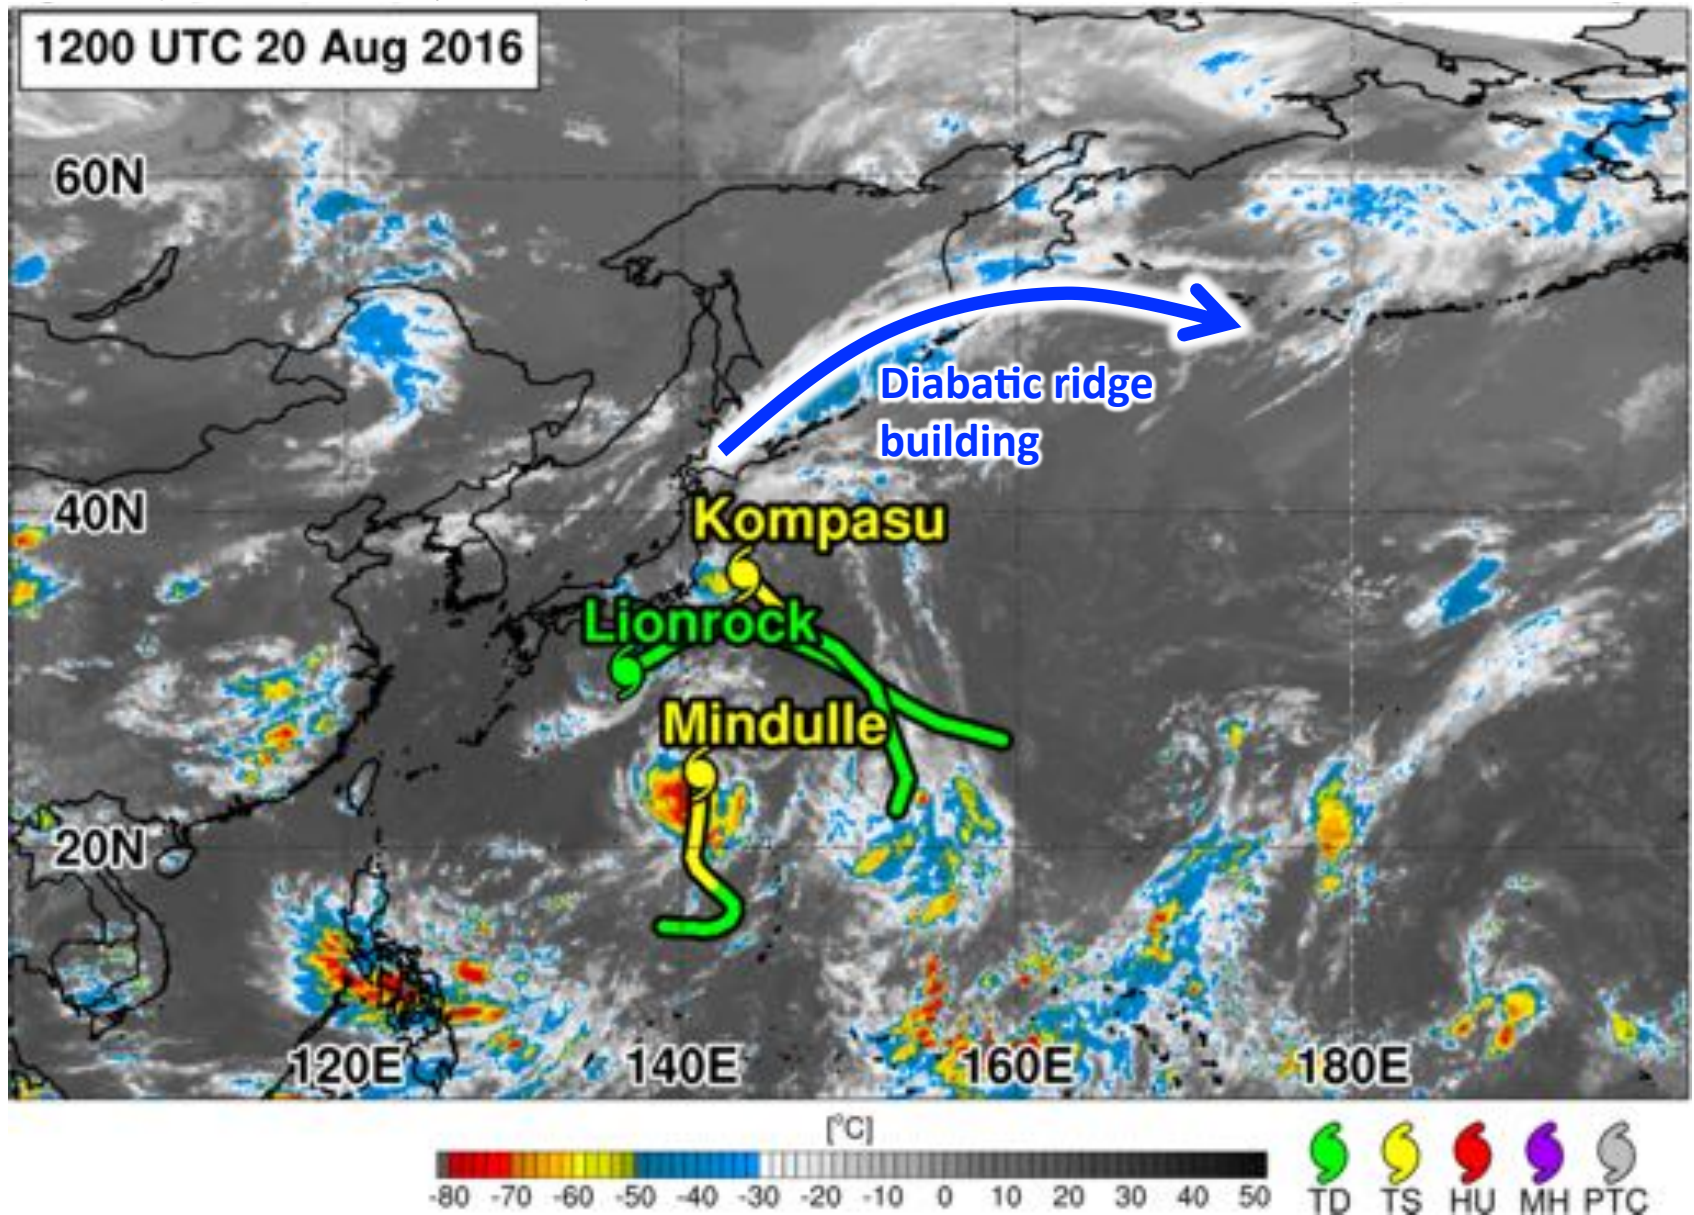 1200 UTC 20 Aug 2016
60N
Diabatic ridge
building
40N
Kompasu
Lionrock
Mindulle
20N
120E 140E 160E 180E
[°C]
-80 -70 -60 -50 -40 -30 -20 -10 0 10 20 30 40 50
TD TS HU MH PTC